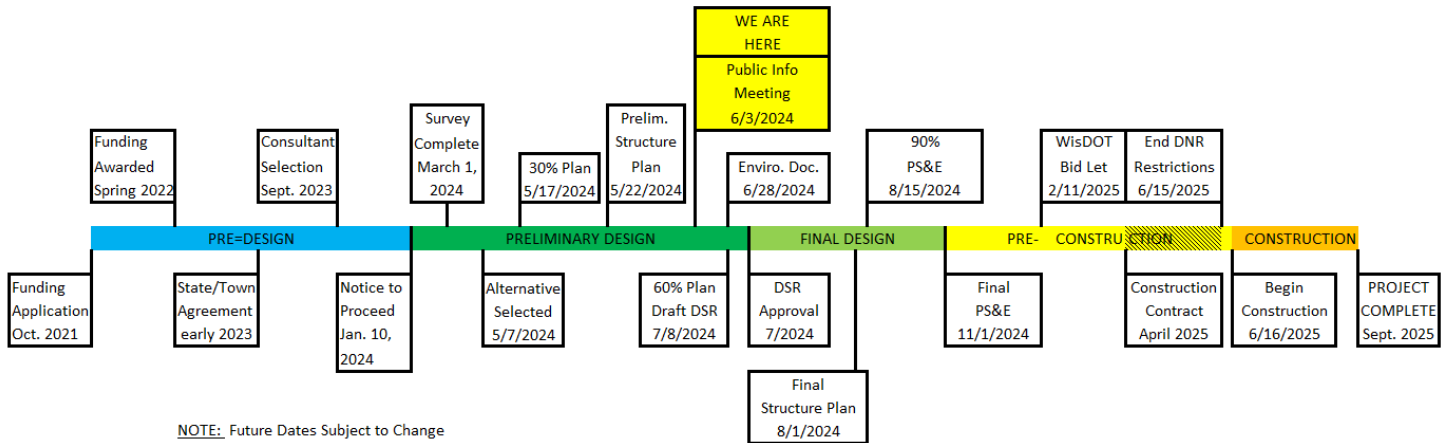 WE ARE
HERE
Public Info
Meeting
6/3/2024
Funding
Awarded
Spring 2022
Consultant
Selection
Sept. 2023
Survey
Complete
March 1,
2024
30% Plan
5/17/2024
Prelim.
Structure
Plan
5/22/2024
Enviro. Doc.
6/28/2024
90%
PS&E
8/15/2024
WisDOT
Bid Let
2/11/2025
End DNR
Restrictions
6/15/2025
PRE=DESIGN
PRELIMINARY DESIGN
FINAL DESIGN
PRE- CONSTRUCTION
CONSTRUCTION
Funding
Application
Oct. 2021
State/Town
Agreement
early 2023
Notice to
Proceed
Jan. 10,
2024
Alternative
Selected
5/7/2024
60% Plan
Draft DSR
7/8/2024
DSR
Approval
7/2024
Final
Structure Plan
8/1/2024
Final
PS&E
11/1/2024
Construction
Contract
April 2025
Begin
Construction
6/16/2025
PROJECT
COMPLETE
Sept. 2025
NOTE: Future Dates Subject to Change